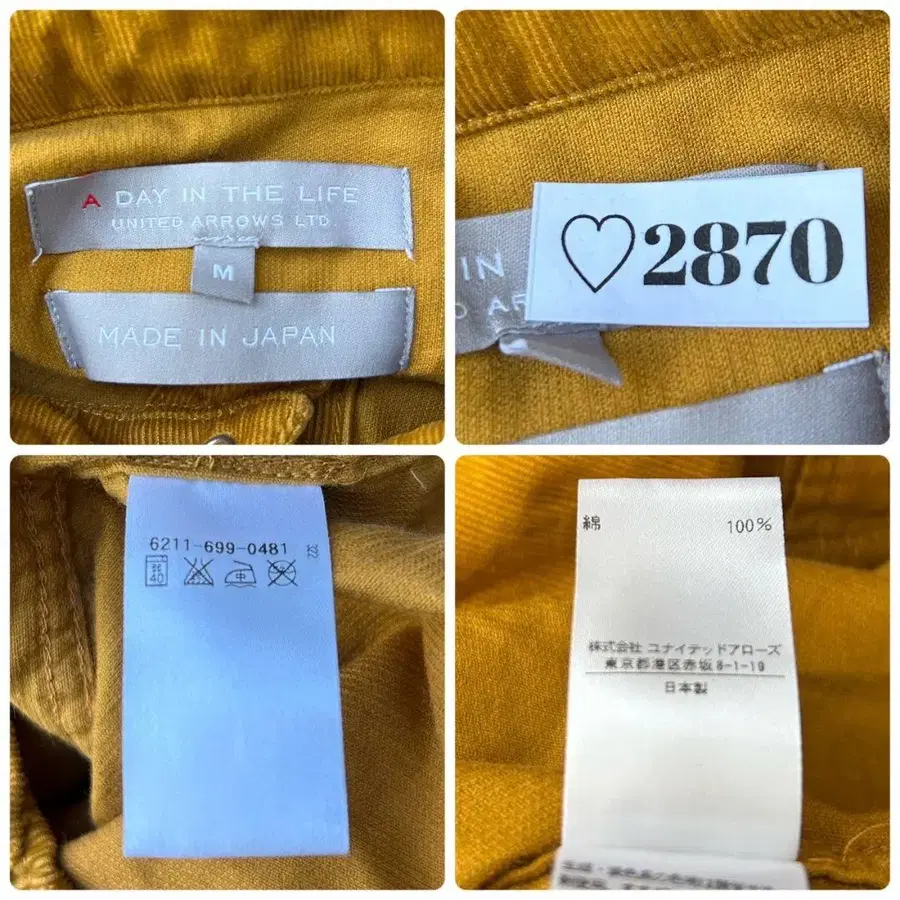 A DAY IN THE LIFE
UNITED ARROWS LTD.
M
MADE IN JAPAN
IN
♡2870
6211-699-0481
40
中
綿 100%
株式会社 ユナイテッドアローズ
東京都港区赤坂8-1-19
日本製